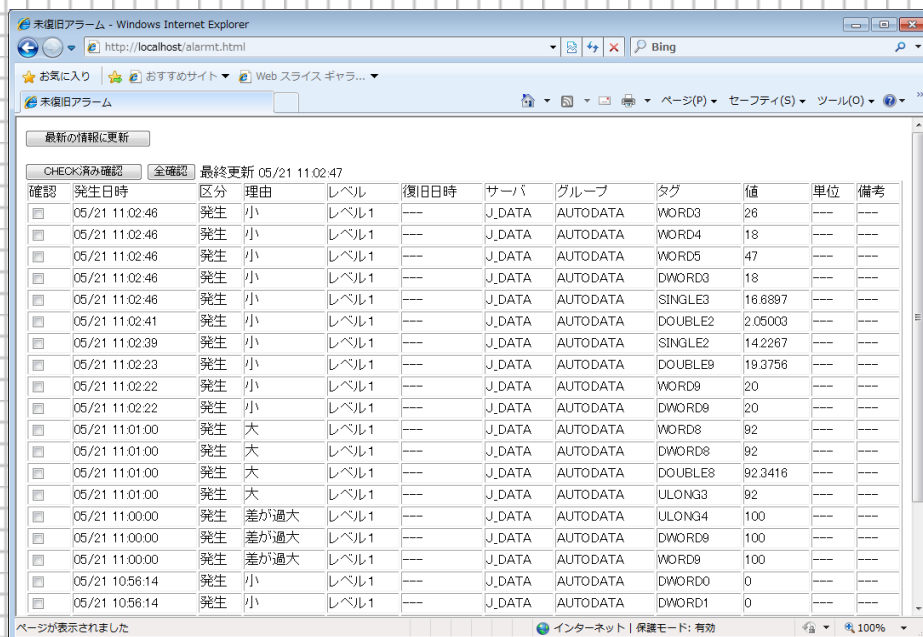 未復旧アラーム - Windows Internet Explorer
http://localhost/alarmt.html
Bing
お気に入り おすすめサイト Web スライス ギャラ...
未復旧アラーム
ページ(P) セーフティ(S) ツール(O)
最新の情報に更新
CHECK済み確認 全確認 最終更新 05/21 11:02:47
確認 発生日時 区分 理由 レベル 復旧日時 サーバ グループ タグ 値 単位 備考
05/21 11:02:46 発生 小 レベル1 --- J_DATA AUTODATA WORD3 26 --- ---
05/21 11:02:46 発生 小 レベル1 --- J_DATA AUTODATA WORD4 18 --- ---
05/21 11:02:46 発生 小 レベル1 --- J_DATA AUTODATA WORD5 47 --- ---
05/21 11:02:46 発生 小 レベル1 --- J_DATA AUTODATA DWORD3 18 --- ---
05/21 11:02:46 発生 小 レベル1 --- J_DATA AUTODATA SINGLE3 16.6897 --- ---
05/21 11:02:41 発生 小 レベル1 --- J_DATA AUTODATA DOUBLE2 2.05003 --- ---
05/21 11:02:39 発生 小 レベル1 --- J_DATA AUTODATA SINGLE2 14.2267 --- ---
05/21 11:02:23 発生 小 レベル1 --- J_DATA AUTODATA DOUBLE9 19.3756 --- ---
05/21 11:02:22 発生 小 レベル1 --- J_DATA AUTODATA WORD9 20 --- ---
05/21 11:02:22 発生 小 レベル1 --- J_DATA AUTODATA DWORD9 20 --- ---
05/21 11:01:00 発生 大 レベル1 --- J_DATA AUTODATA WORD8 92 --- ---
05/21 11:01:00 発生 大 レベル1 --- J_DATA AUTODATA DWORD8 92 --- ---
05/21 11:01:00 発生 大 レベル1 --- J_DATA AUTODATA DOUBLE8 92.3416 --- ---
05/21 11:01:00 発生 大 レベル1 --- J_DATA AUTODATA ULONG3 92 --- ---
05/21 11:00:00 発生 差が過大 レベル1 --- J_DATA AUTODATA ULONG4 100 --- ---
05/21 11:00:00 発生 差が過大 レベル1 --- J_DATA AUTODATA DWORD9 100 --- ---
05/21 11:00:00 発生 差が過大 レベル1 --- J_DATA AUTODATA WORD9 100 --- ---
05/21 10:56:14 発生 小 レベル1 --- J_DATA AUTODATA DWORD0 0 --- ---
05/21 10:56:14 発生 小 レベル1 --- J_DATA AUTODATA DWORD1 0 --- ---
ページが表示されました インターネット | 保護モード: 有効 100%